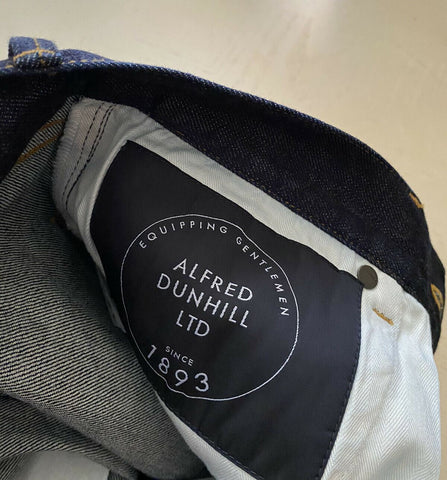 EQUIPPING GENTLEMEN
ALFRED
DUNHILL
LTD
SINCE
1893